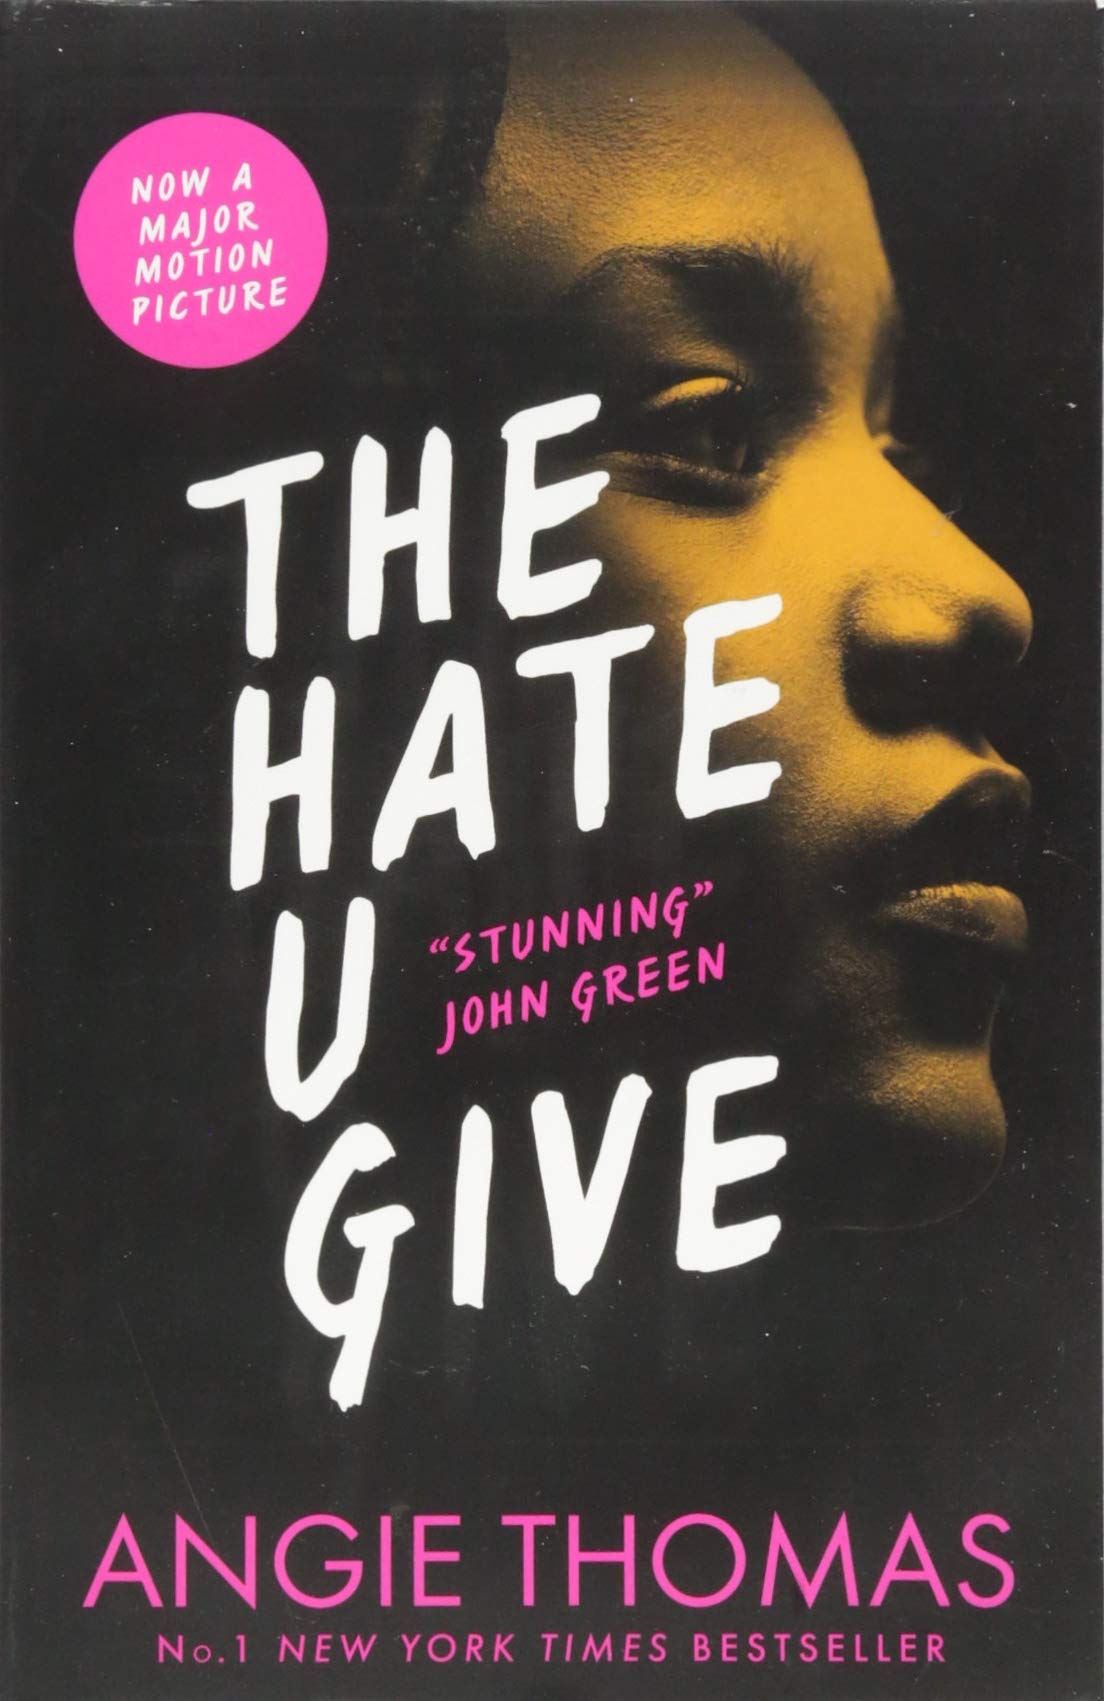 NOW A
MAJOR
MOTION
PICTURE
THE
HATE
U
"STUNNING"
JOHN GREEN
GIVE
ANGIE THOMAS
No.1 NEW YORK TIMES BESTSELLER